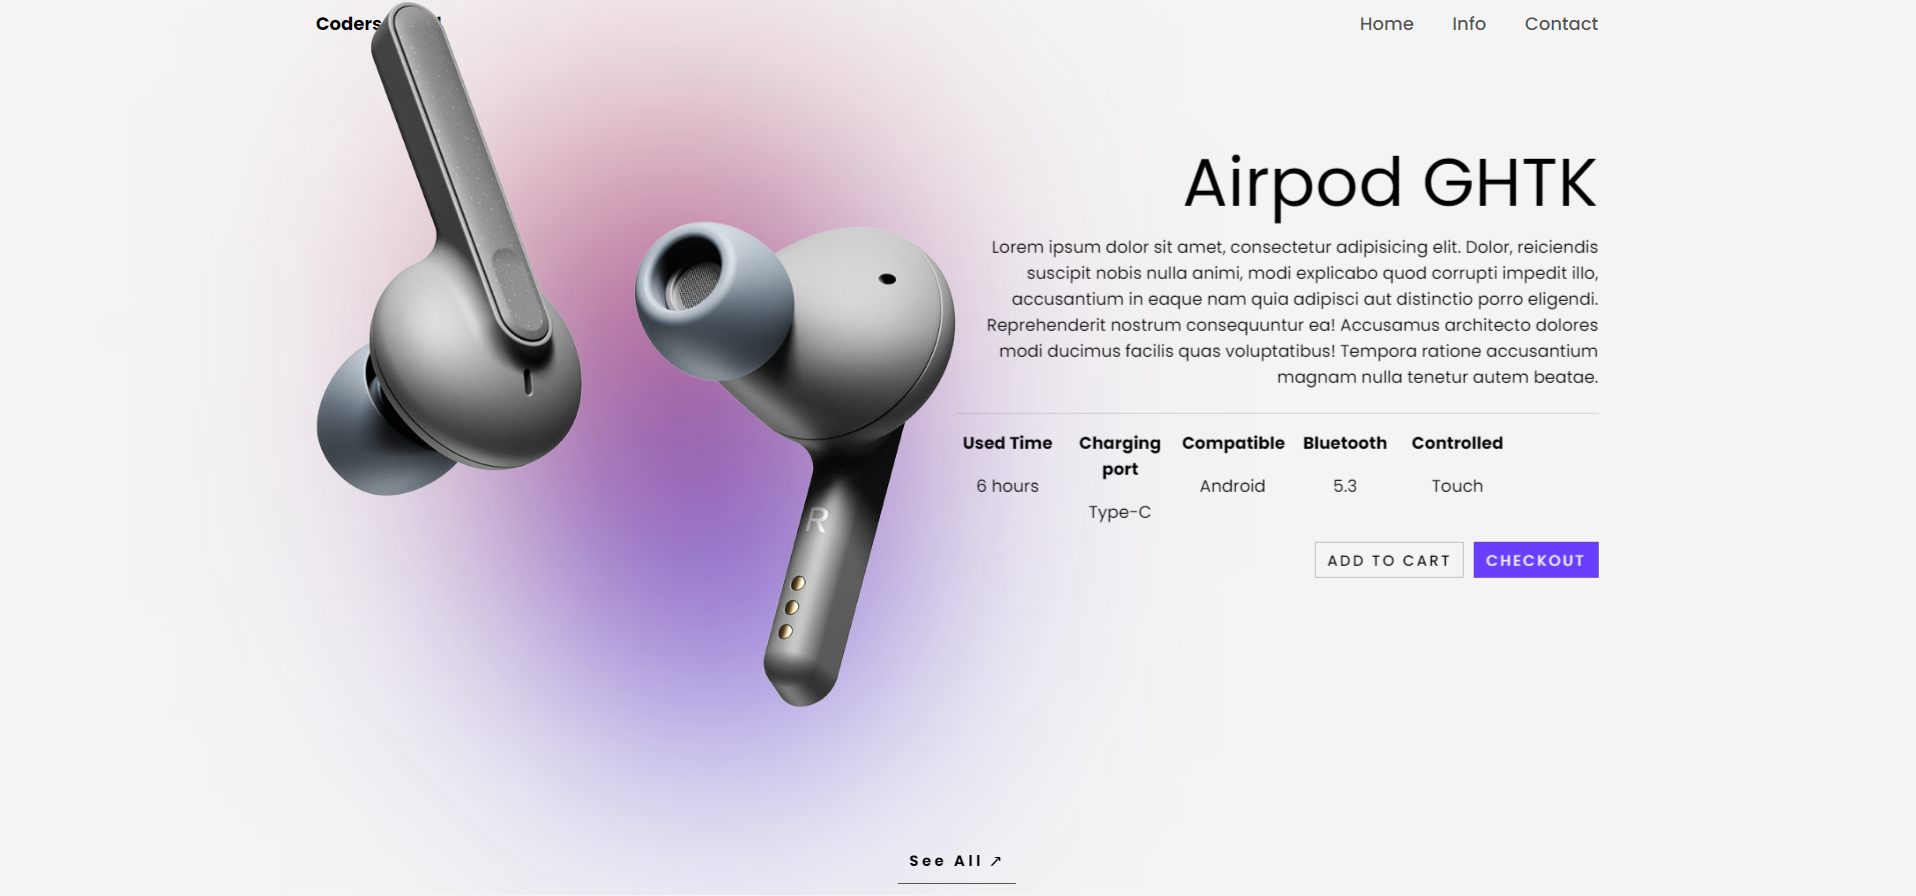 Coders
Home Info Contact
Airpod GHTK
Lorem ipsum dolor sit amet, consectetur adipisicing elit. Dolor, reiciendis
suscipit nobis nulla animi, modi explicabo quod corrupti impedit illo,
accusantium in eaque nam quia adipisci aut distinctio porro eligendi.
Reprehenderit nostrum consequuntur ea! Accusamus architecto dolores
modi ducimus facilis quas voluptatibus! Tempora ratione accusantium
magnam nulla tenetur autem beatae.
Used Time Charging Compatible Bluetooth Controlled
port
6 hours Android 5.3 Touch
Type-C
R
ADD TO CART CHECKOUT
See All ↗